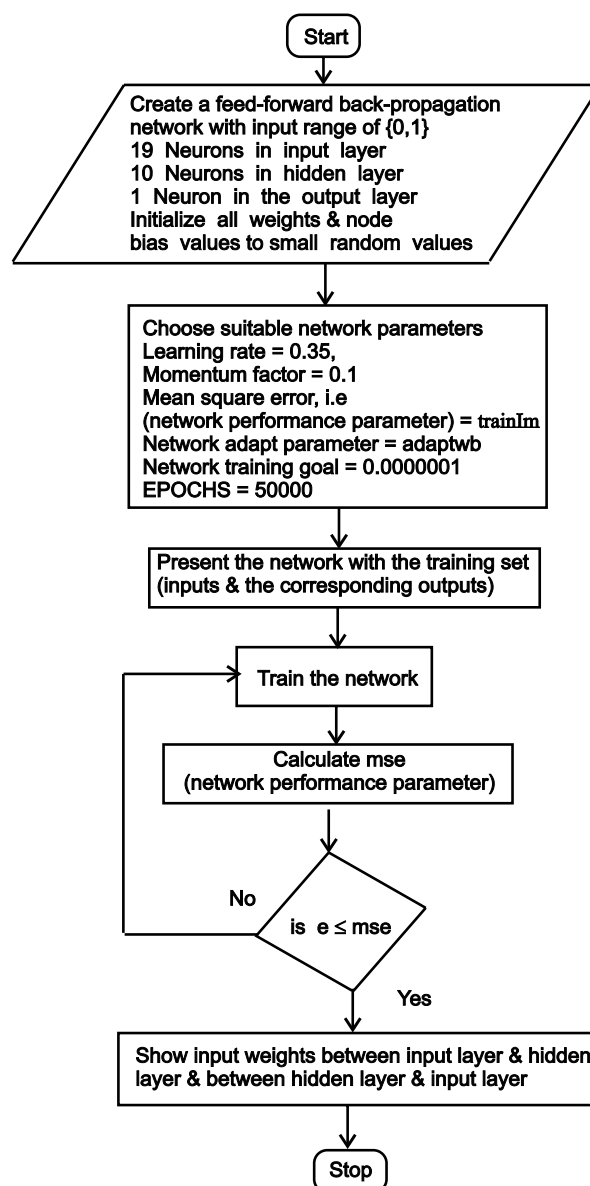 Start
Create a feed-forward back-propagation
network with input range of {0,1}
19 Neurons in input layer
10 Neurons in hidden layer
1 Neuron in the output layer
Initialize all weights & node
bias values to small random values
Choose suitable network parameters
Learning rate = 0.35,
Momentum factor = 0.1
Mean square error, i.e
(network performance parameter) = trainIm
Network adapt parameter = adaptwb
Network training goal = 0.0000001
EPOCHS = 50000
Present the network with the training set
(inputs & the corresponding outputs)
Train the network
Calculate mse
(network performance parameter)
No
is e ≤ mse
Yes
Show input weights between input layer & hidden
layer & between hidden layer & input layer
Stop